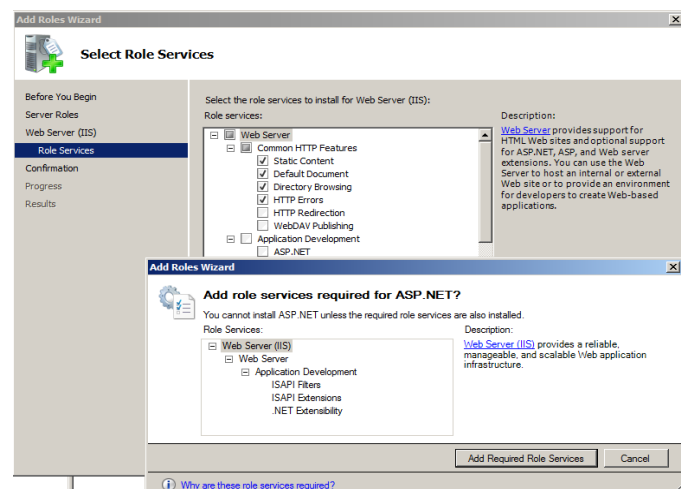 Add Roles Wizard
Select Role Services
Before You Begin
Server Roles
Web Server (IIS)
Role Services
Confirmation
Progress
Results
Select the role services to install for Web Server (IIS):
Role services:
Web Server
Common HTTP Features
Static Content
Default Document
Directory Browsing
HTTP Errors
HTTP Redirection
WebDAV Publishing
Application Development
ASP.NET
Description:
Web Server provides support for
HTML Web sites and optional support
for ASP.NET, ASP, and Web server
extensions. You can use the Web
Server to host an internal or external
Web site or to provide an environment
for developers to create Web-based
applications.
Add Roles Wizard
Add role services required for ASP.NET?
You cannot install ASP.NET unless the required role services are also installed.
Role Services:
Web Server (IIS)
Web Server
Application Development
ISAPI Filters
ISAPI Extensions
.NET Extensibility
Description:
Web Server (IIS) provides a reliable,
manageable, and scalable Web application
infrastructure.
Add Required Role Services
Cancel
Why are these role services required?